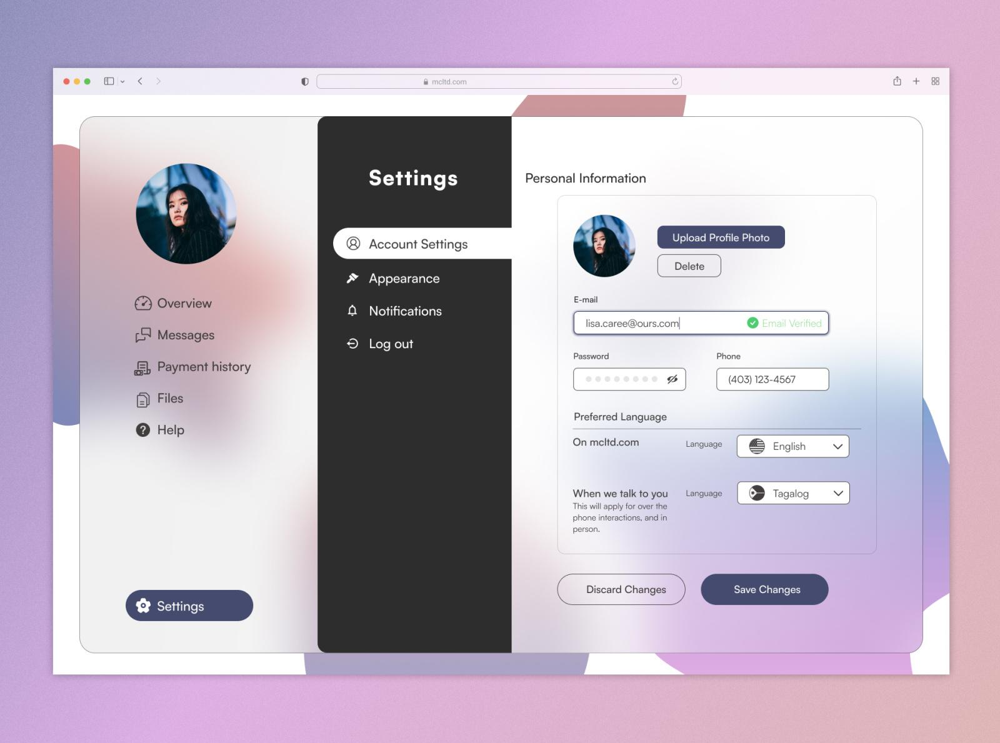 mcltd.com
Overview
Messages
Payment history
Files
? Help
Settings
Settings
Account Settings
Appearance
Notifications
Log out
Personal Information
Upload Profile Photo
Delete
E-mail
lisa.caree@ours.com
Email Verified
Password
Phone
(403) 123-4567
Preferred Language
On mcltd.com
Language
English
When we talk to you
This will apply for over the
phone interactions, and in
person.
Language
Tagalog
Discard Changes
Save Changes